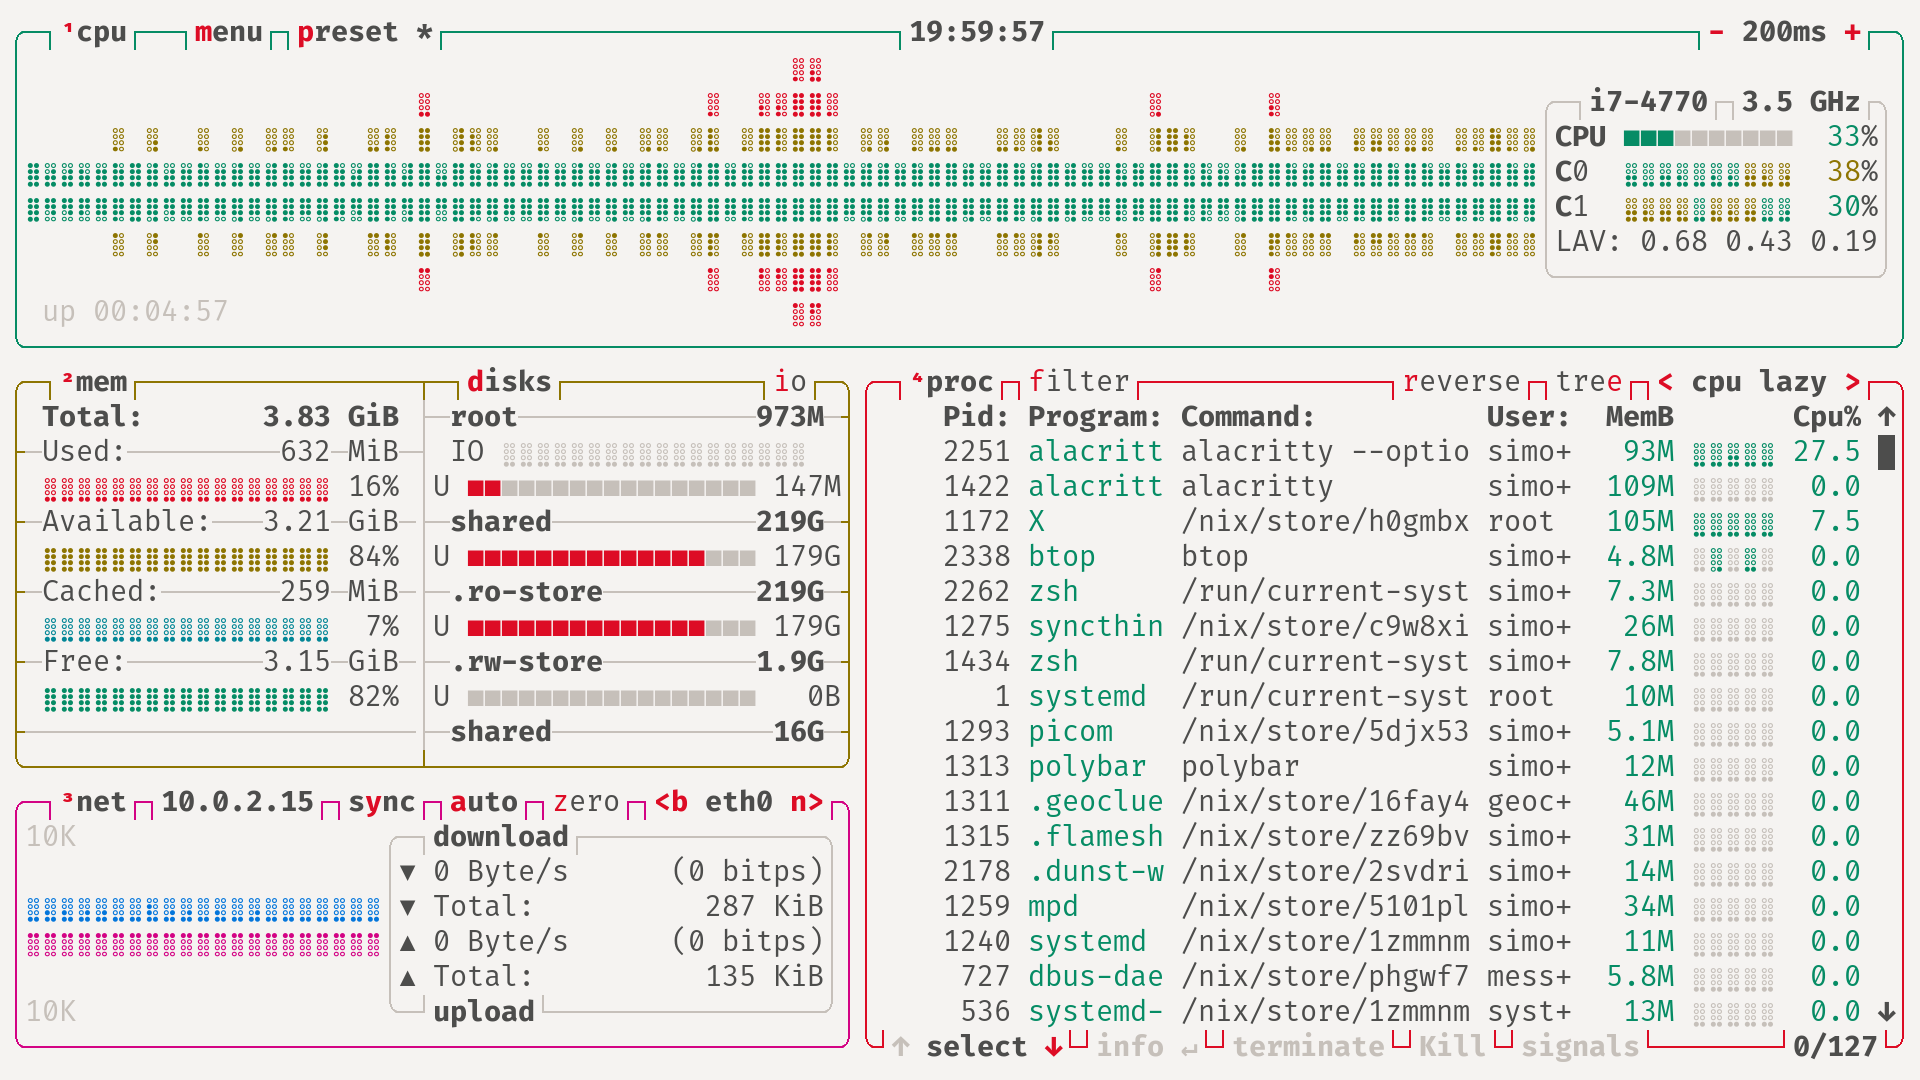 ¹cpu menu preset * 19:59:57 - 200ms +
i7-4770 3.5 GHz
CPU 33%
C0 38%
C1 30%
LAV: 0.68 0.43 0.19
up 00:04:57
²mem disks io
Total: 3.83 GiB
Used: 632 MiB
16%
Available: 3.21 GiB
84%
Cached: 259 MiB
7%
Free: 3.15 GiB
82%
root 973M
IO
U 147M
shared 219G
U 179G
.ro-store 219G
U 179G
.rw-store 1.9G
U 0B
shared 16G
³net 10.0.2.15 sync auto zero <b eth0 n>
10K
10K
download
▼ 0 Byte/s (0 bitps)
▼ Total: 287 KiB
▲ 0 Byte/s (0 bitps)
▲ Total: 135 KiB
upload
⁴proc filter reverse tree < cpu lazy >
Pid: Program: Command: User: MemB Cpu% ↑
2251 alacritt alacritty --optio simo+ 93M 27.5
1422 alacritt alacritty simo+ 109M 0.0
1172 X /nix/store/h0gmbx root 105M 7.5
2338 btop btop simo+ 4.8M 0.0
2262 zsh /run/current-syst simo+ 7.3M 0.0
1275 syncthin /nix/store/c9w8xi simo+ 26M 0.0
1434 zsh /run/current-syst simo+ 7.8M 0.0
1 systemd /run/current-syst root 10M 0.0
1293 picom /nix/store/5djx53 simo+ 5.1M 0.0
1313 polybar polybar simo+ 12M 0.0
1311 .geoclue /nix/store/16fay4 geoc+ 46M 0.0
1315 .flamesh /nix/store/zz69bv simo+ 31M 0.0
2178 .dunst-w /nix/store/2svdri simo+ 14M 0.0
1259 mpd /nix/store/5101pl simo+ 34M 0.0
1240 systemd /nix/store/1zmmnm simo+ 11M 0.0
727 dbus-dae /nix/store/phgwf7 mess+ 5.8M 0.0
536 systemd- /nix/store/1zmmnm syst+ 13M 0.0 ↓
↑ select ↓ info ↵ terminate Kill signals 0/127